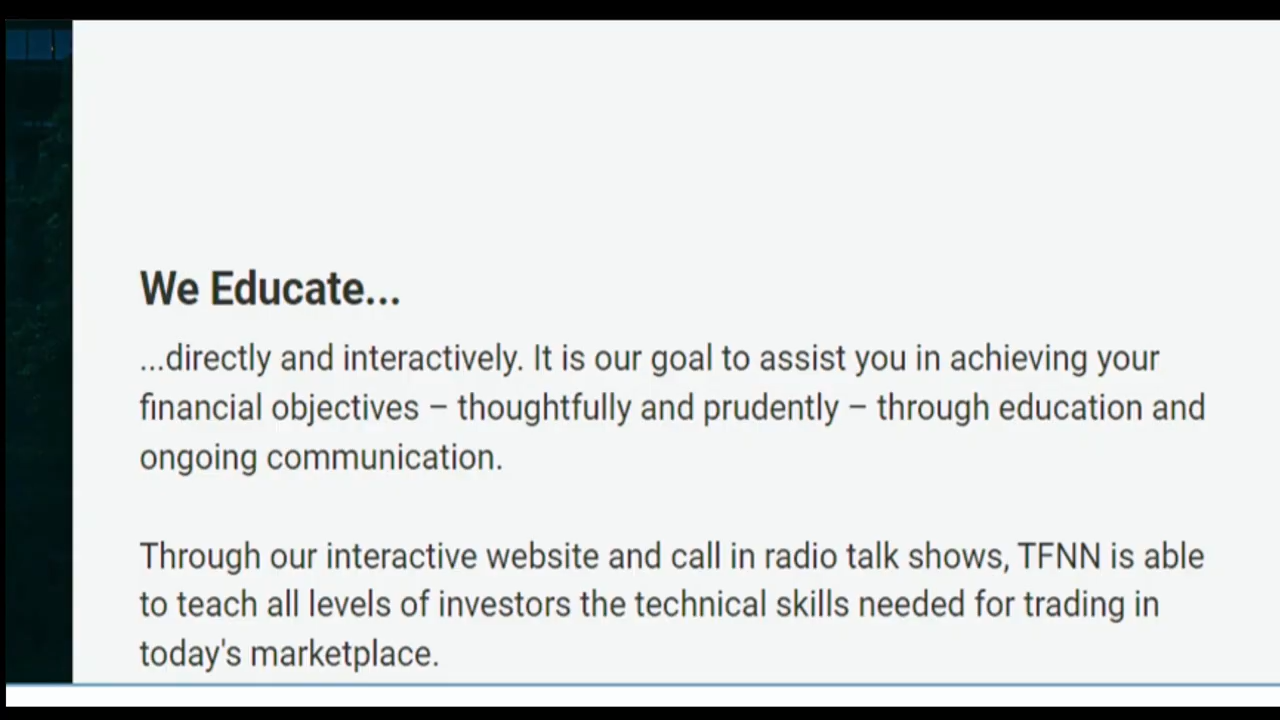 We Educate...
...directly and interactively. It is our goal to assist you in achieving your
financial objectives – thoughtfully and prudently – through education and
ongoing communication.
Through our interactive website and call in radio talk shows, TFNN is able
to teach all levels of investors the technical skills needed for trading in
today's marketplace.